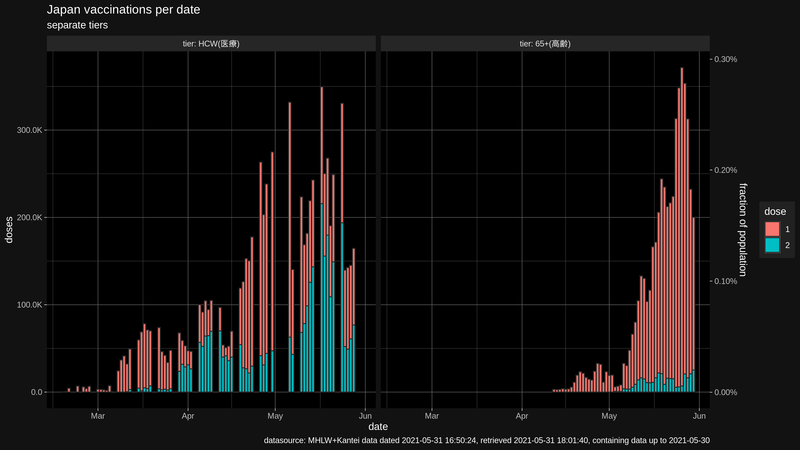 Japan vaccinations per date
separate tiers
tier: HCW(医療)
tier: 65+(高齢)
300.0K
200.0K
100.0K
0.0
doses
0.30%
0.20%
0.10%
0.00%
fraction of population
dose
1
2
Mar
Apr
May
Jun
Mar
Apr
May
Jun
date
datasource: MHLW+Kantei data dated 2021-05-31 16:50:24, retrieved 2021-05-31 18:01:40, containing data up to 2021-05-30